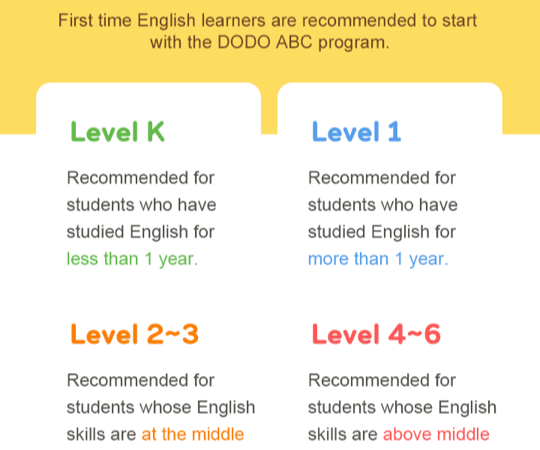 First time English learners are recommended to start
with the DODO ABC program.
Level K
Recommended for
students who have
studied English for
less than 1 year.
Level 1
Recommended for
students who have
studied English for
more than 1 year.
Level 2~3
Recommended for
students whose English
skills are at the middle
Level 4~6
Recommended for
students whose English
skills are above middle